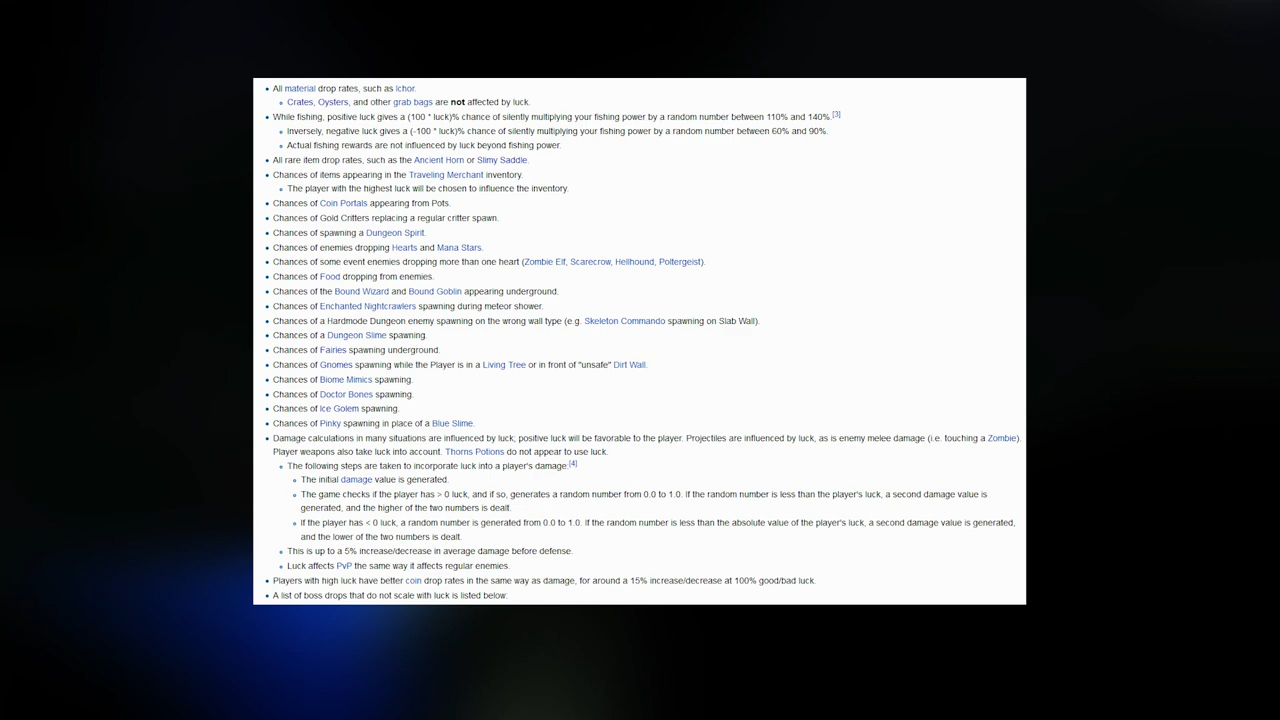 All material drop rates, such as Ichor.
Crates, Oysters, and other grab bags are not affected by luck.
While fishing, positive luck gives a (100 * luck)% chance of silently multiplying your fishing power by a random number between 110% and 140%.[3]
Inversely, negative luck gives a (-100 * luck)% chance of silently multiplying your fishing power by a random number between 60% and 90%.
Actual fishing rewards are not influenced by luck beyond fishing power.
All rare item drop rates, such as the Ancient Horn or Slimy Saddle.
Chances of items appearing in the Traveling Merchant inventory.
The player with the highest luck will be chosen to influence the inventory.
Chances of Coin Portals appearing from Pots.
Chances of Gold Critters replacing a regular critter spawn.
Chances of spawning a Dungeon Spirit.
Chances of enemies dropping Hearts and Mana Stars.
Chances of some event enemies dropping more than one heart (Zombie Elf, Scarecrow, Hellhound, Poltergeist).
Chances of Food dropping from enemies.
Chances of the Bound Wizard and Bound Goblin appearing underground.
Chances of Enchanted Nightcrawlers spawning during meteor shower.
Chances of a Hardmode Dungeon enemy spawning on the wrong wall type (e.g. Skeleton Commando spawning on Slab Wall).
Chances of a Dungeon Slime spawning.
Chances of Fairies spawning underground.
Chances of Gnomes spawning while the Player is in a Living Tree or in front of "unsafe" Dirt Wall.
Chances of Biome Mimics spawning.
Chances of Doctor Bones spawning.
Chances of Ice Golem spawning.
Chances of Pinky spawning in place of a Blue Slime.
Damage calculations in many situations are influenced by luck; positive luck will be favorable to the player. Projectiles are influenced by luck, as is enemy melee damage (i.e. touching a Zombie).
Player weapons also take luck into account. Thorns Potions do not appear to use luck.
The following steps are taken to incorporate luck into a player's damage:[4]
The initial damage value is generated.
The game checks if the player has > 0 luck, and if so, generates a random number from 0.0 to 1.0. If the random number is less than the player's luck, a second damage value is
generated, and the higher of the two numbers is dealt.
If the player has < 0 luck, a random number is generated from 0.0 to 1.0. If the random number is less than the absolute value of the player's luck, a second damage value is generated,
and the lower of the two numbers is dealt.
This is up to a 5% increase/decrease in average damage before defense.
Luck affects PvP the same way it affects regular enemies.
Players with high luck have better coin drop rates in the same way as damage, for around a 15% increase/decrease at 100% good/bad luck.
A list of boss drops that do not scale with luck is listed below: